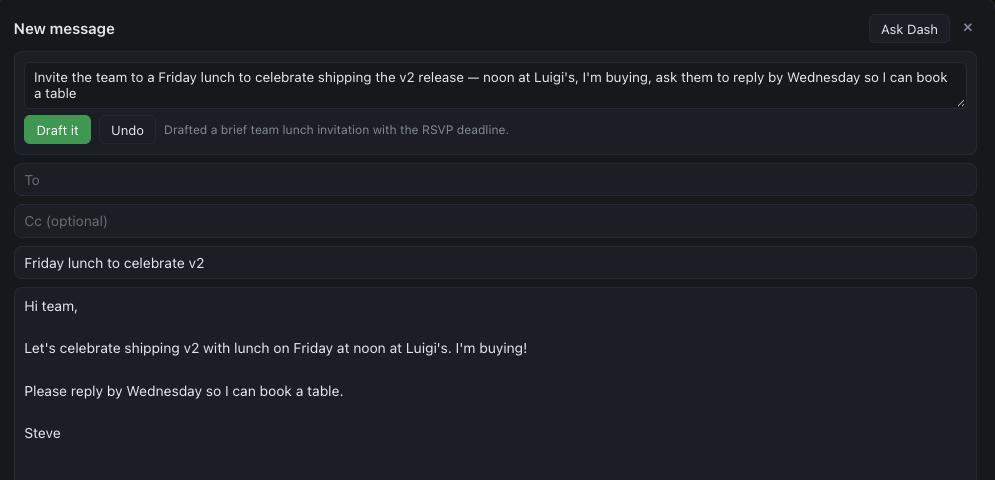 New message
Ask Dash
×
Invite the team to a Friday lunch to celebrate shipping the v2 release — noon at Luigi's, I'm buying, ask them to reply by Wednesday so I can book
a table
Draft it
Undo
Drafted a brief team lunch invitation with the RSVP deadline.
To
Cc (optional)
Friday lunch to celebrate v2
Hi team,
Let's celebrate shipping v2 with lunch on Friday at noon at Luigi's. I'm buying!
Please reply by Wednesday so I can book a table.
Steve